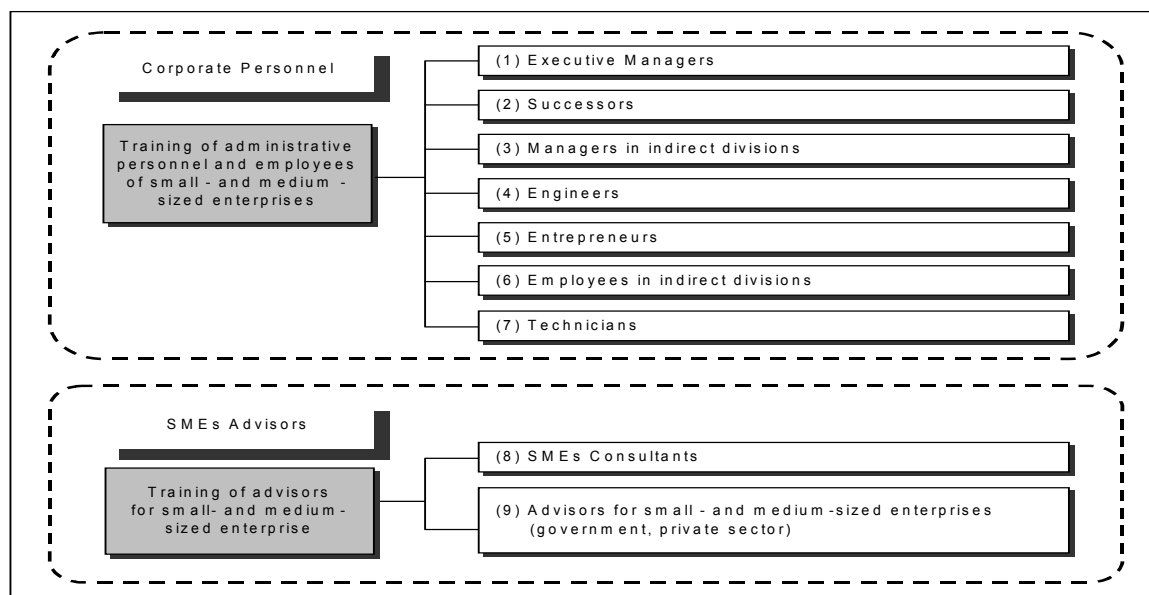 Corporate Personnel
Training of administrative
personnel and employees
of small - and medium -
sized enterprises
(1) Executive Managers
(2) Successors
(3) Managers in indirect divisions
(4) Engineers
(5) Entrepreneurs
(6) Employees in indirect divisions
(7) Technicians
SMEs Advisors
Training of advisors
for small- and medium -
sized enterprise
(8) SMEs Consultants
(9) Advisors for small - and medium -sized enterprises
(government, private sector)